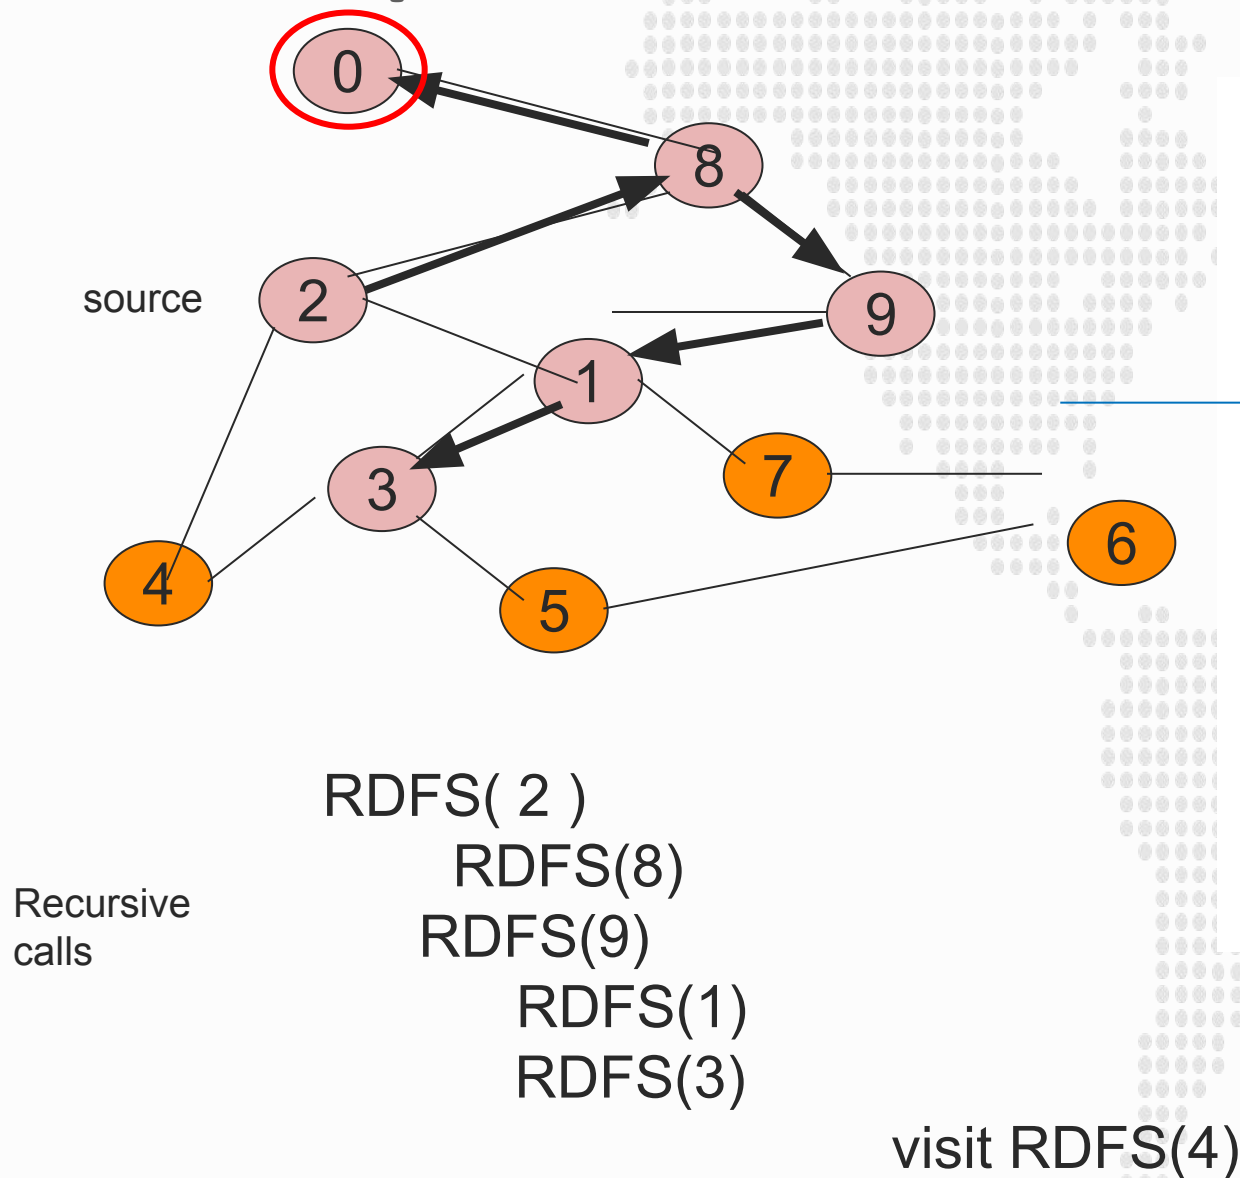 0
8
source
2
9
1
7
3
6
4
5
RDFS( 2 )
RDFS(8)
Recursive
calls
RDFS(9)
RDFS(1)
RDFS(3)
visit RDFS(4)